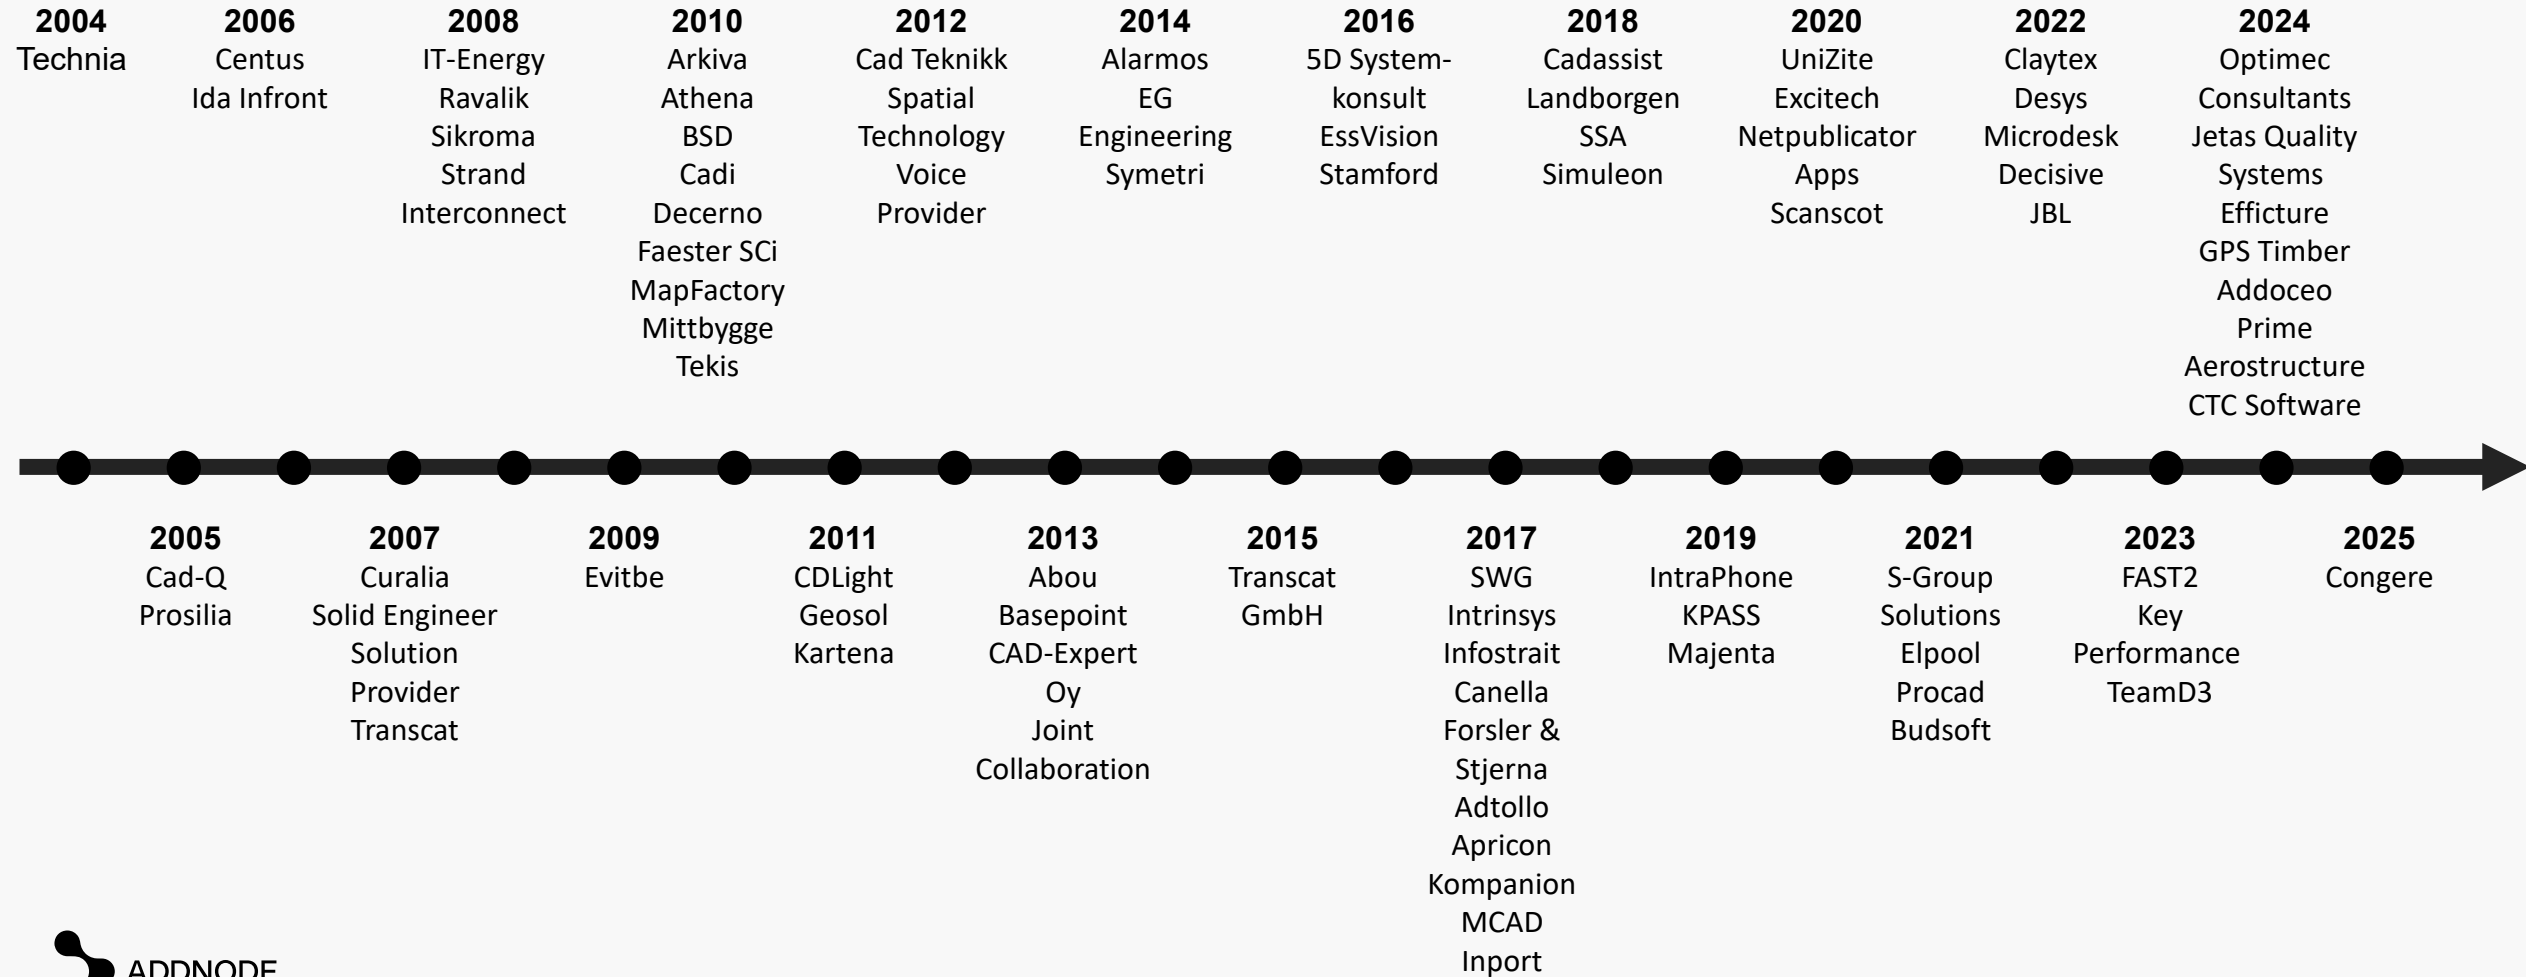 2004
Technia
2006
Centus
Ida Infront
2008
IT-Energy
Ravalik
Sikroma
Strand
Interconnect
2010
Arkiva
Athena
BSD
Cadi
Decerno
Faester SCi
MapFactory
Mittbygge
Tekis
2012
Cad Teknikk
Spatial
Technology
Voice
Provider
2014
Alarmos
EG
Engineering
Symetri
2016
5D System-
konsult
EssVision
Stamford
2018
Cadassist
Landborgen
SSA
Simuleon
2020
UniZite
Excitech
Netpublicator
Apps
Scanscot
2022
Claytex
Desys
Microdesk
Decisive
JBL
2024
Optimec
Consultants
Jetas Quality
Systems
Efficture
GPS Timber
Addoceo
Prime
Aerostructure
CTC Software
2005
Cad-Q
Prosilia
2007
Curalia
Solid Engineer
Solution
Provider
Transcat
2009
Evitbe
2011
CDLight
Geosol
Kartena
2013
Abou
Basepoint
CAD-Expert
Oy
Joint
Collaboration
2015
Transcat
GmbH
2017
SWG
Intrinsys
Infostrait
Canella
Forsler &
Stjerna
Adtollo
Apricon
Kompanion
MCAD
Inport
2019
IntraPhone
KPASS
Majenta
2021
S-Group
Solutions
Elpool
Procad
Budsoft
2023
FAST2
Key
Performance
TeamD3
2025
Congere
ADDNODE